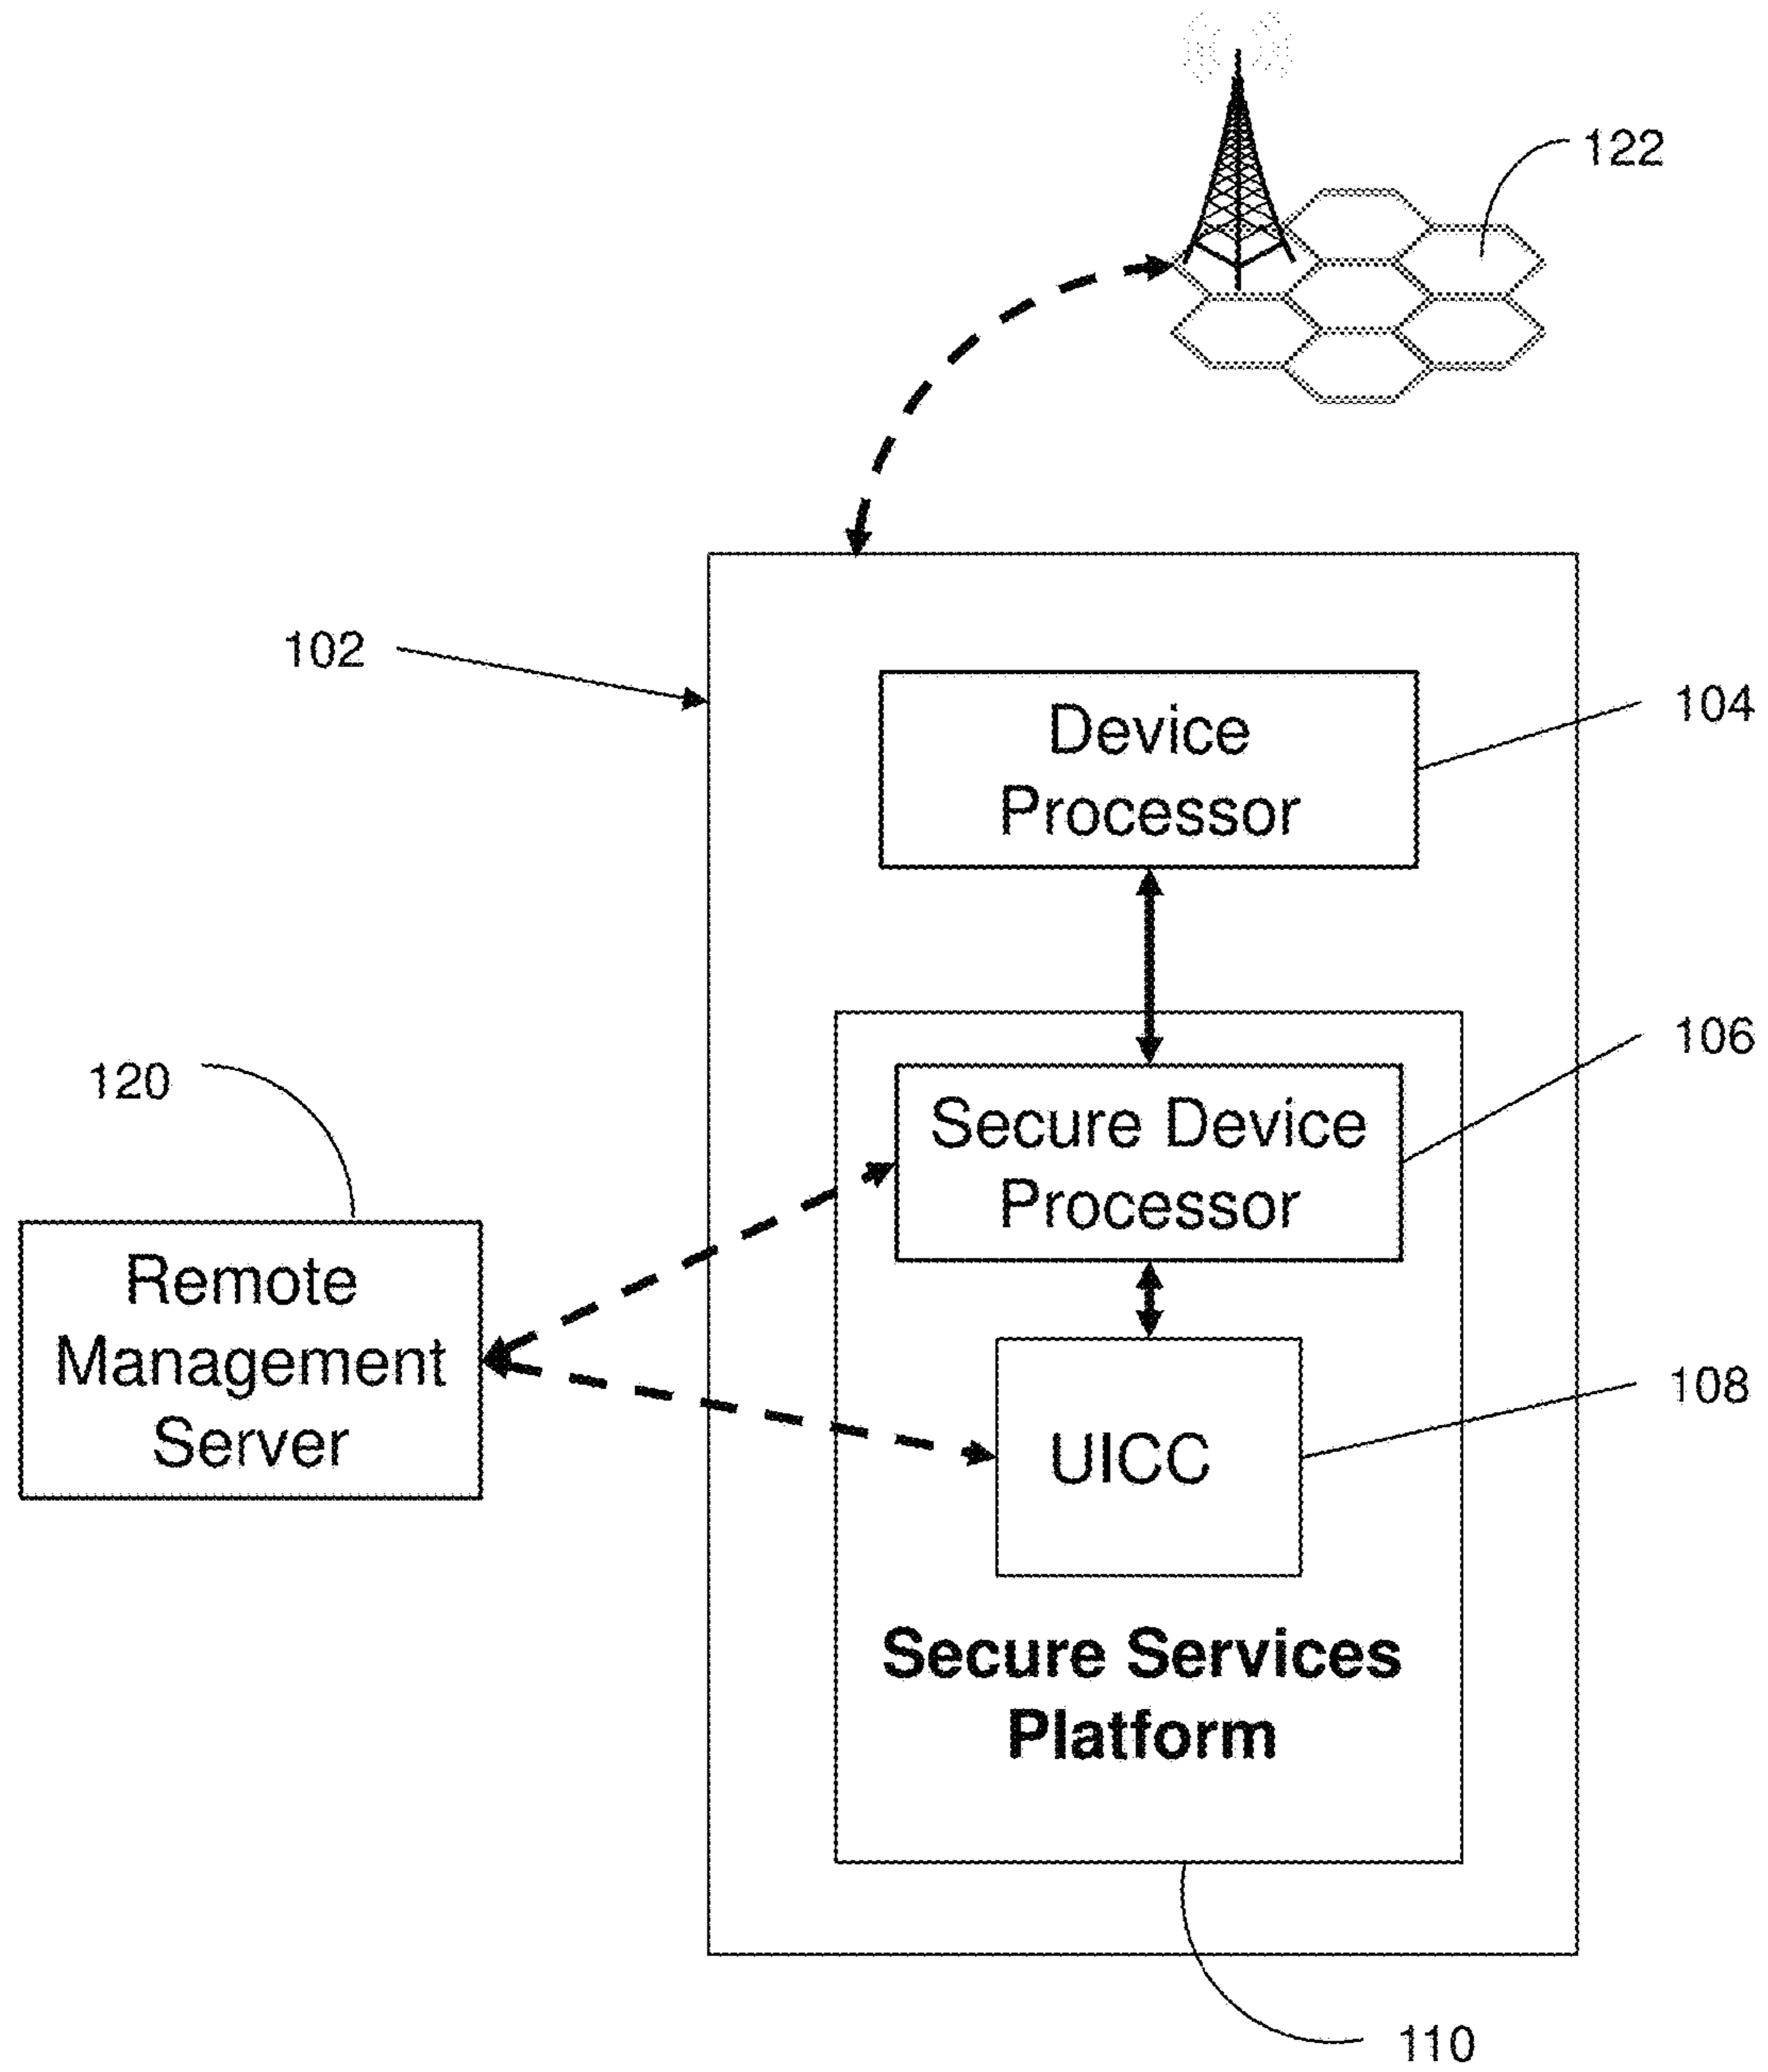 122
102
Device
Processor
104
106
120
Secure Device
Processor
Remote
Management
Server
108
UICC
Secure Services
Platform
110